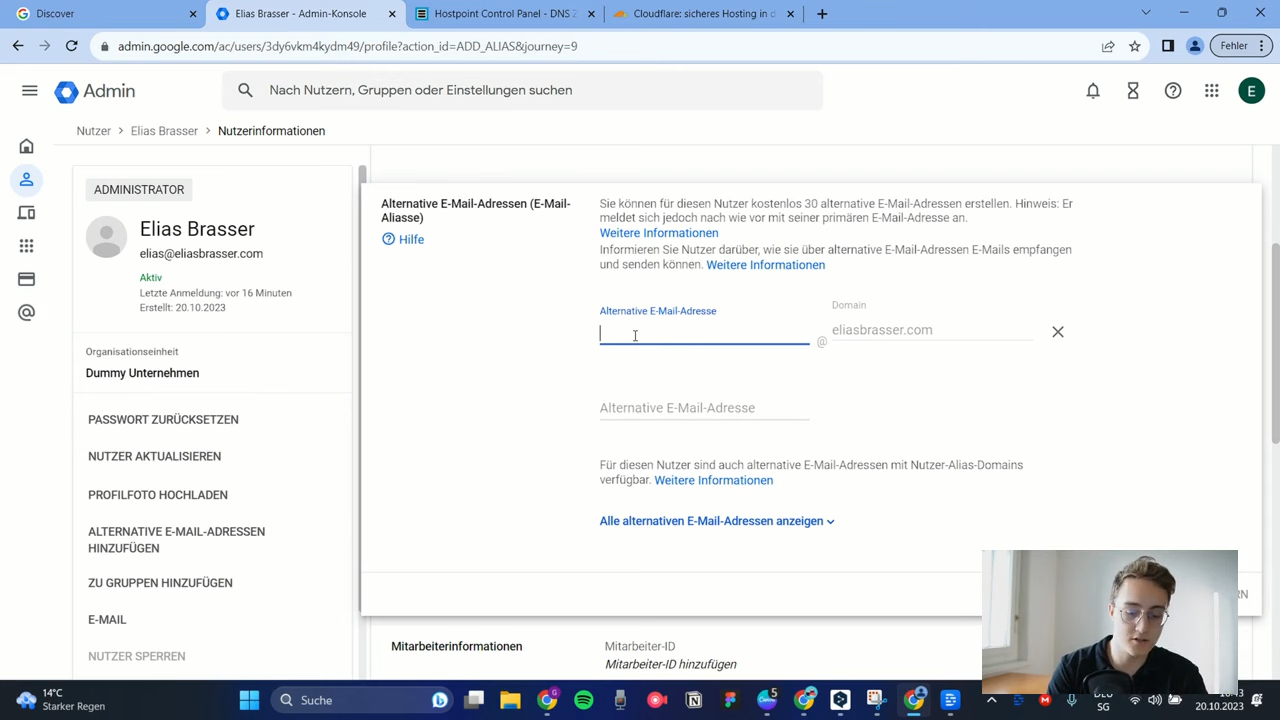 Discover
Elias Brasser – Admin-Konsole
Hostpoint Control Panel - DNS Z
Cloudflare: sicheres Hosting in d
admin.google.com/ac/users/3dy6vkm4kydm49/profile?action_id=ADD_ALIAS&journey=9
Fehler
Admin
Nach Nutzern, Gruppen oder Einstellungen suchen
E
Nutzer > Elias Brasser > Nutzerinformationen
ADMINISTRATOR
Elias Brasser
elias@eliasbrasser.com
Aktiv
Letzte Anmeldung: vor 16 Minuten
Erstellt: 20.10.2023
Organisationseinheit
Dummy Unternehmen
PASSWORT ZURÜCKSETZEN
NUTZER AKTUALISIEREN
PROFILFOTO HOCHLADEN
ALTERNATIVE E-MAIL-ADRESSEN
HINZUFÜGEN
ZU GRUPPEN HINZUFÜGEN
E-MAIL
NUTZER SPERREN
Alternative E-Mail-Adressen (E-Mail-
Aliasse)
Hilfe
Sie können für diesen Nutzer kostenlos 30 alternative E-Mail-Adressen erstellen. Hinweis: Er
meldet sich jedoch nach wie vor mit seiner primären E-Mail-Adresse an.
Weitere Informationen
Informieren Sie Nutzer darüber, wie sie über alternative E-Mail-Adressen E-Mails empfangen
und senden können. Weitere Informationen
Alternative E-Mail-Adresse
Domain
@
eliasbrasser.com
Alternative E-Mail-Adresse
Für diesen Nutzer sind auch alternative E-Mail-Adressen mit Nutzer-Alias-Domains
verfügbar. Weitere Informationen
Alle alternativen E-Mail-Adressen anzeigen
RN
Mitarbeiterinformationen
Mitarbeiter-ID
Mitarbeiter-ID hinzufügen
14°C
Starker Regen
Suche
DEU
SG
20.10.2023